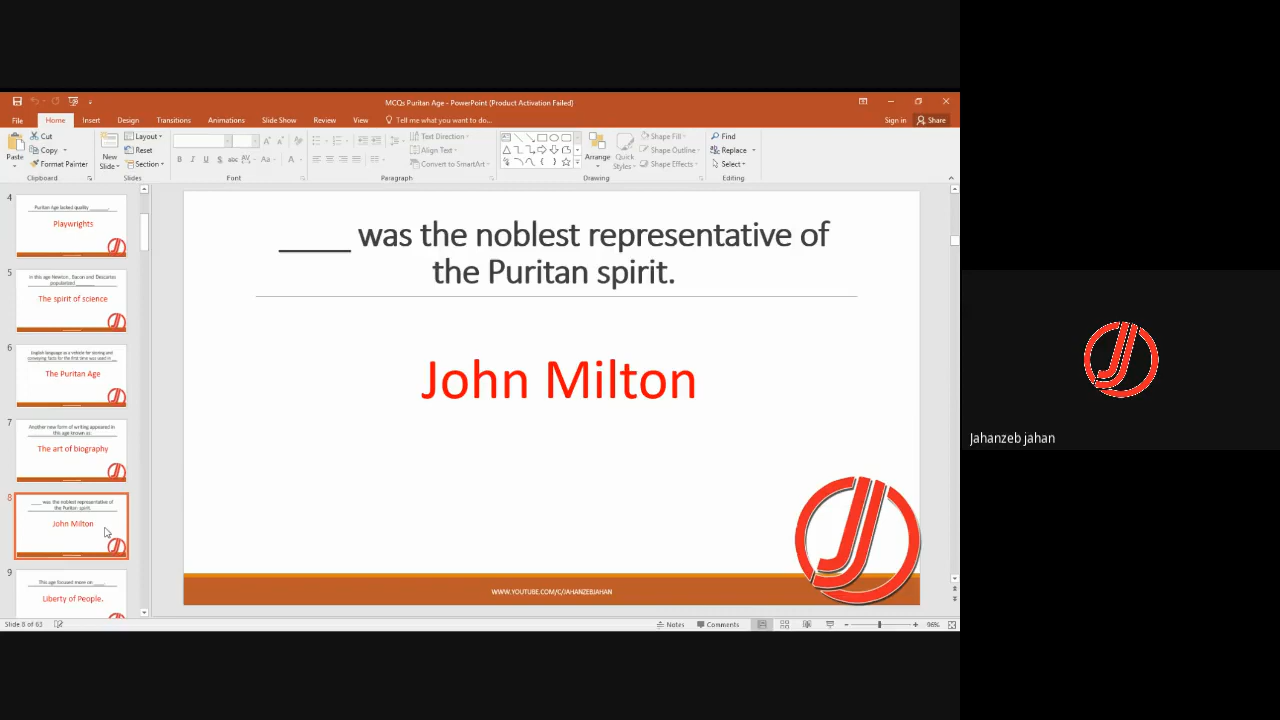 MCQs Puritan Age - PowerPoint (Product Activation Failed)
File Home Insert Design Transitions Animations Slide Show Review View Tell me what you want to do... Sign in Share
Paste
Cut
Copy
Format Painter
Clipboard
New Slide
Layout
Reset
Section
Slides
Font
Text Direction
Align Text
Convert to SmartArt
Paragraph
Arrange
Quick Styles
Shape Fill
Shape Outline
Shape Effects
Drawing
Find
Replace
Select
Editing
4
Puritan Age lacked quality ______.
Playwrights
5
In this age Newton, Bacon and Descartes
popularized ______
The spirit of science
6
English language as a vehicle for storing and
conveying facts for the first time was used in __
The Puritan Age
7
Another new form of writing appeared in
this age known as:
The art of biography
8
____ was the noblest representative of
the Puritan spirit.
John Milton
9
This age focused more on ____.
Liberty of People.
____ was the noblest representative of
the Puritan spirit.
John Milton
WWW.YOUTUBE.COM/C/JAHANZEBJAHAN
Jahanzeb jahan
Slide 8 of 63
Notes Comments 96%